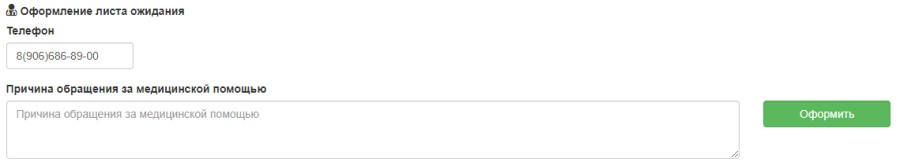 Оформление листа ожидания
Телефон
8(906)686-89-00
Причина обращения за медицинской помощью
Причина обращения за медицинской помощью
Оформить